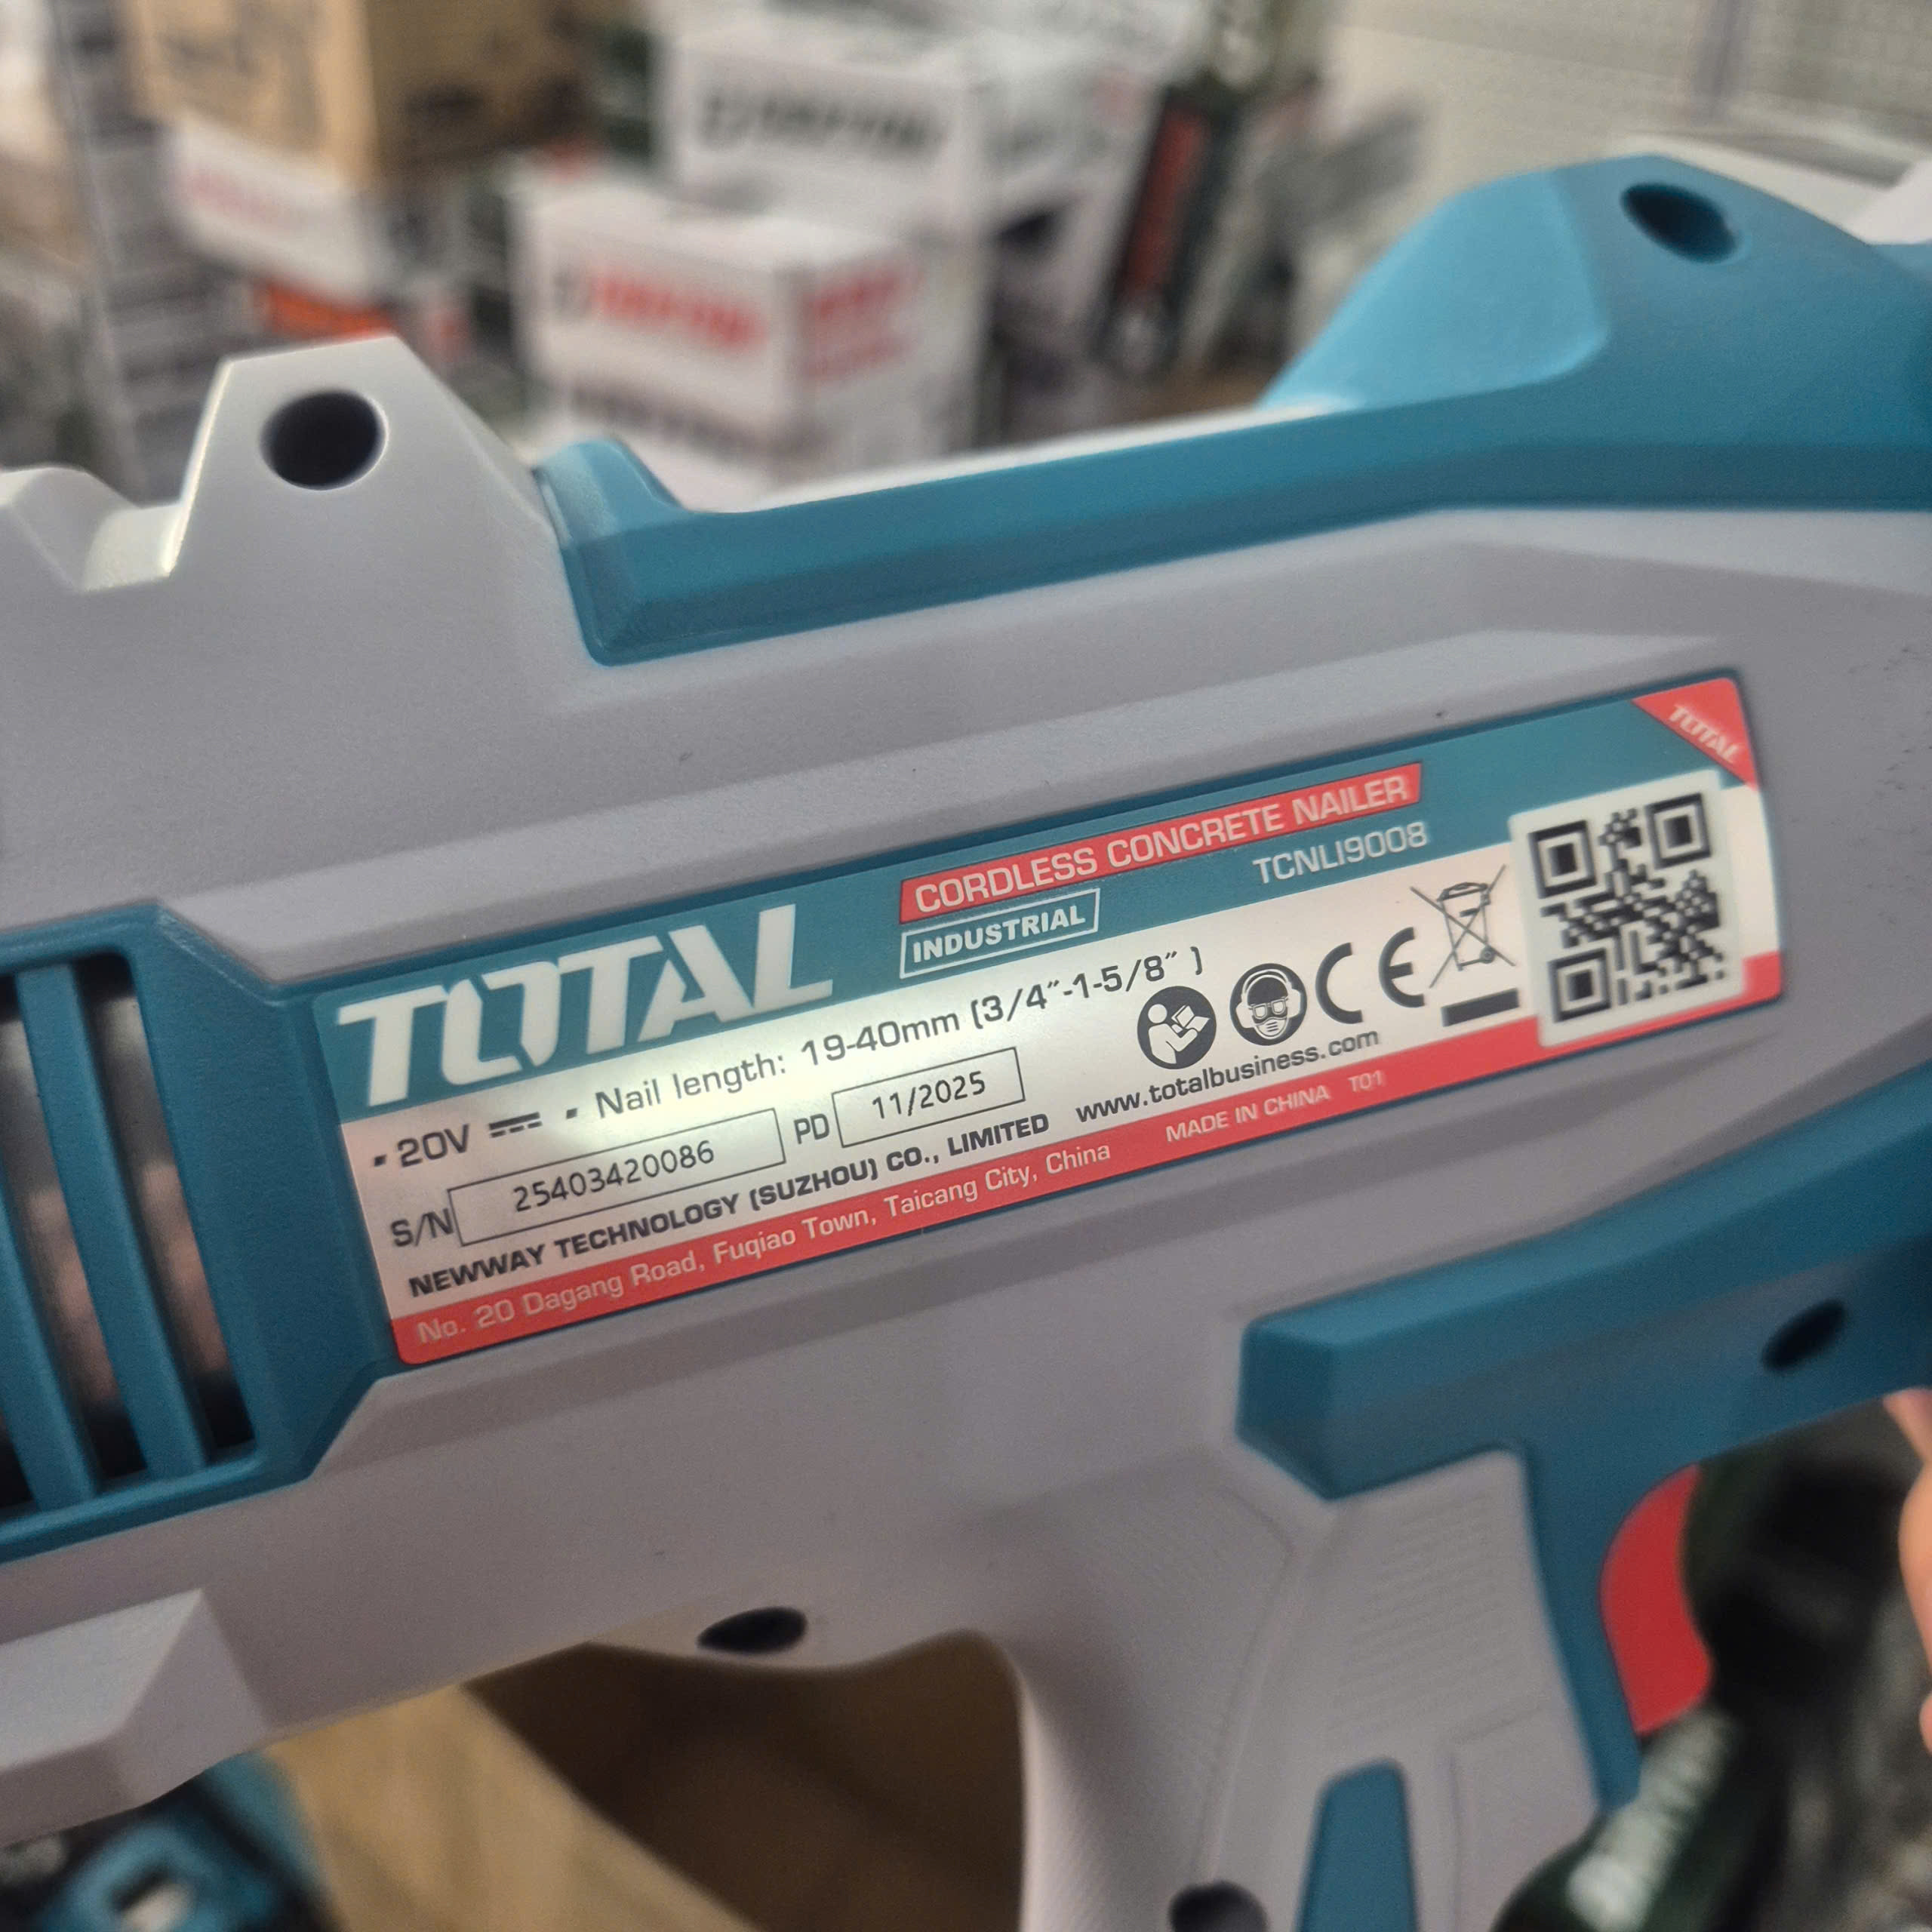 TOTAL
CORDLESS CONCRETE NAILER
INDUSTRIAL
TCNLI9008
TOTAL
▪ 20V ⎓ ▪ Nail length: 19-40mm (3/4″-1-5/8″ )
S/N 25403420086 PD 11/2025
CE
NEWWAY TECHNOLOGY (SUZHOU) CO., LIMITED www.totalbusiness.com
No. 20 Dagang Road, Fuqiao Town, Taicang City, China MADE IN CHINA T01